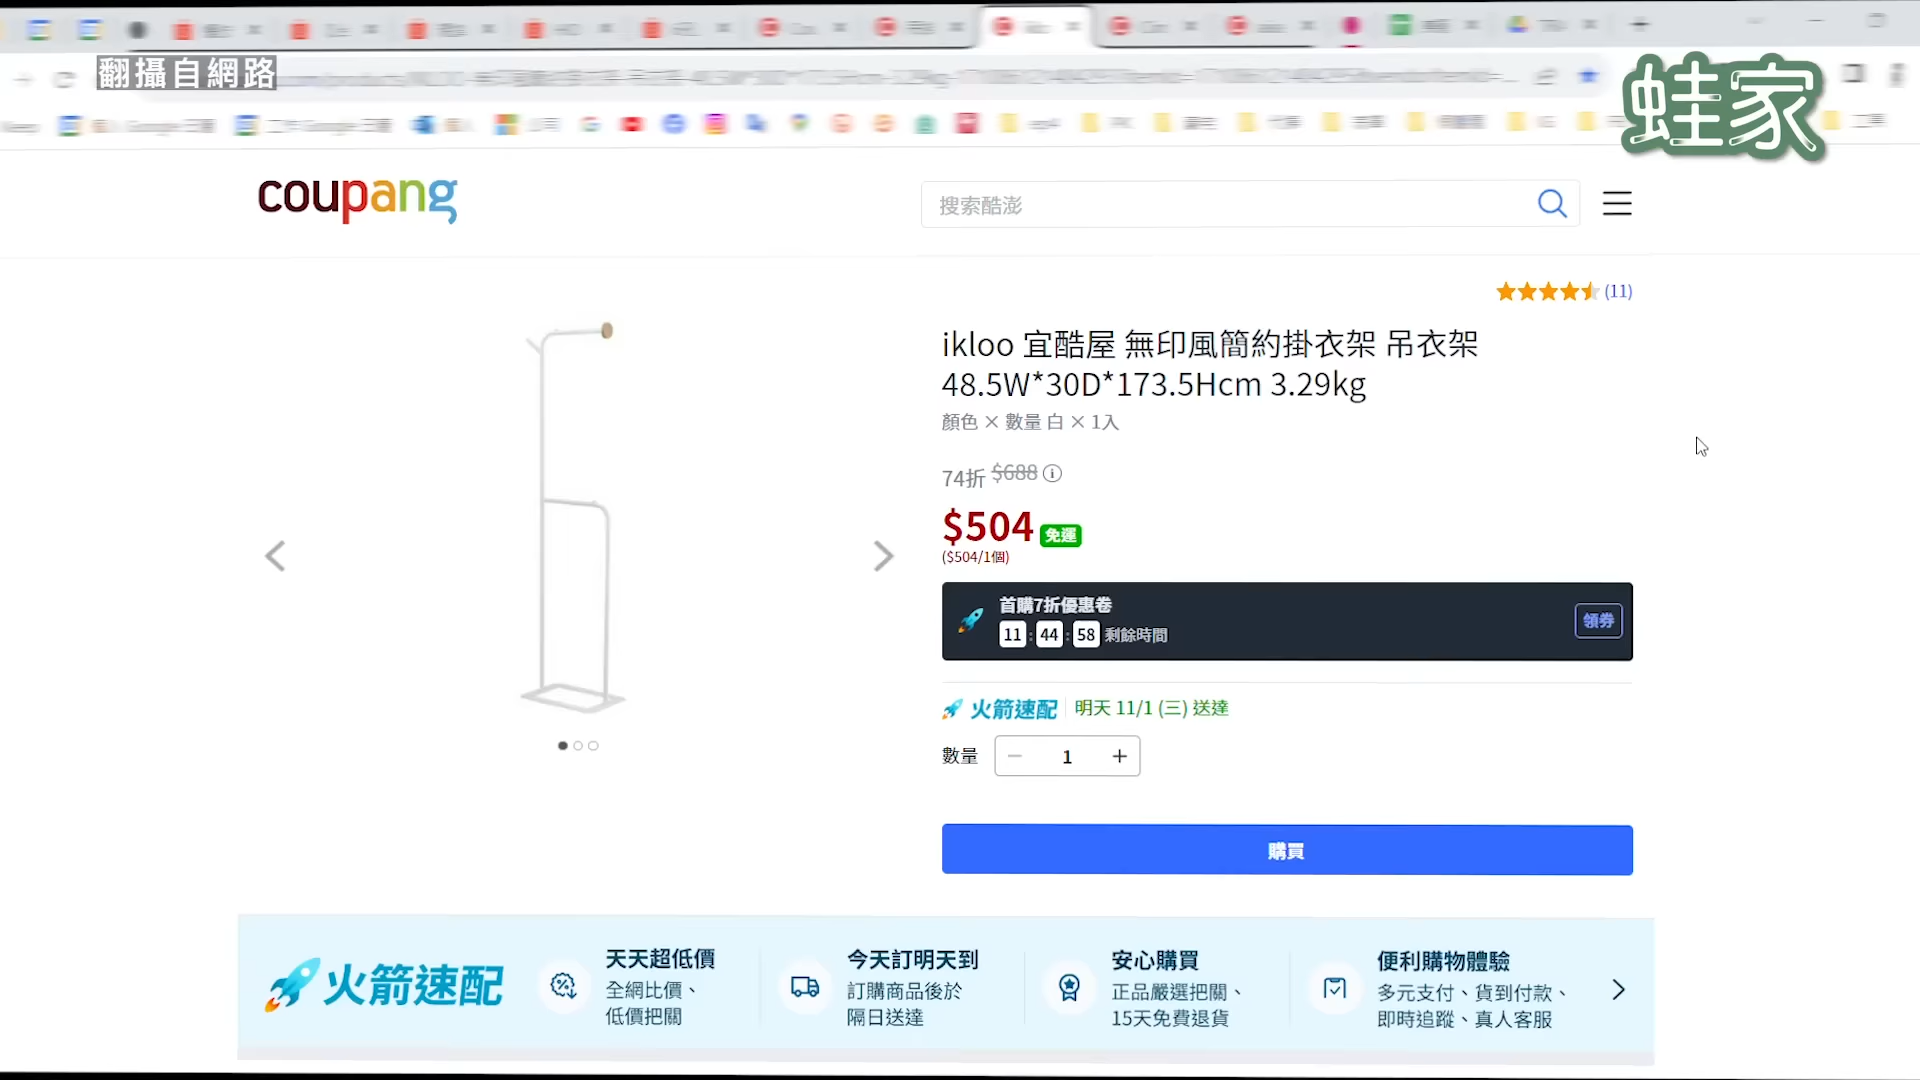 翻攝自網路
蛙家
coupang
搜索酷澎
(11)
ikloo 宜酷屋 無印風簡約掛衣架 吊衣架
48.5W*30D*173.5Hcm 3.29kg
顏色 × 數量 白 × 1入
74折 $688
$504 免運
($504/1個)
首購7折優惠卷
11 : 44 : 58 剩餘時間
領券
火箭速配 明天 11/1 (三) 送達
數量 1
購買
火箭速配
天天超低價
全網比價、
低價把關
今天訂明天到
訂購商品後於
隔日送達
安心購買
正品嚴選把關、
15天免費退貨
便利購物體驗
多元支付、貨到付款、
即時追蹤、真人客服